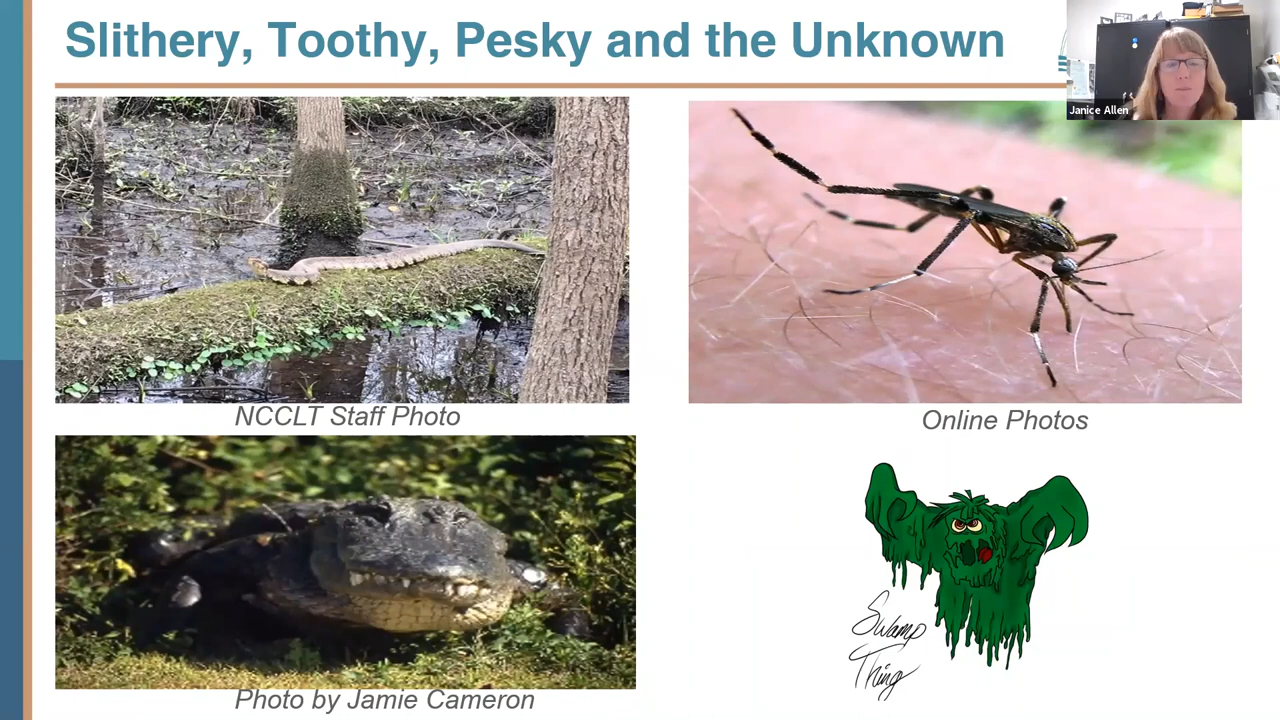 Slithery, Toothy, Pesky and the Unknown
Janice Allen
NCCLT Staff Photo
Online Photos
Swamp
Thing
Photo by Jamie Cameron